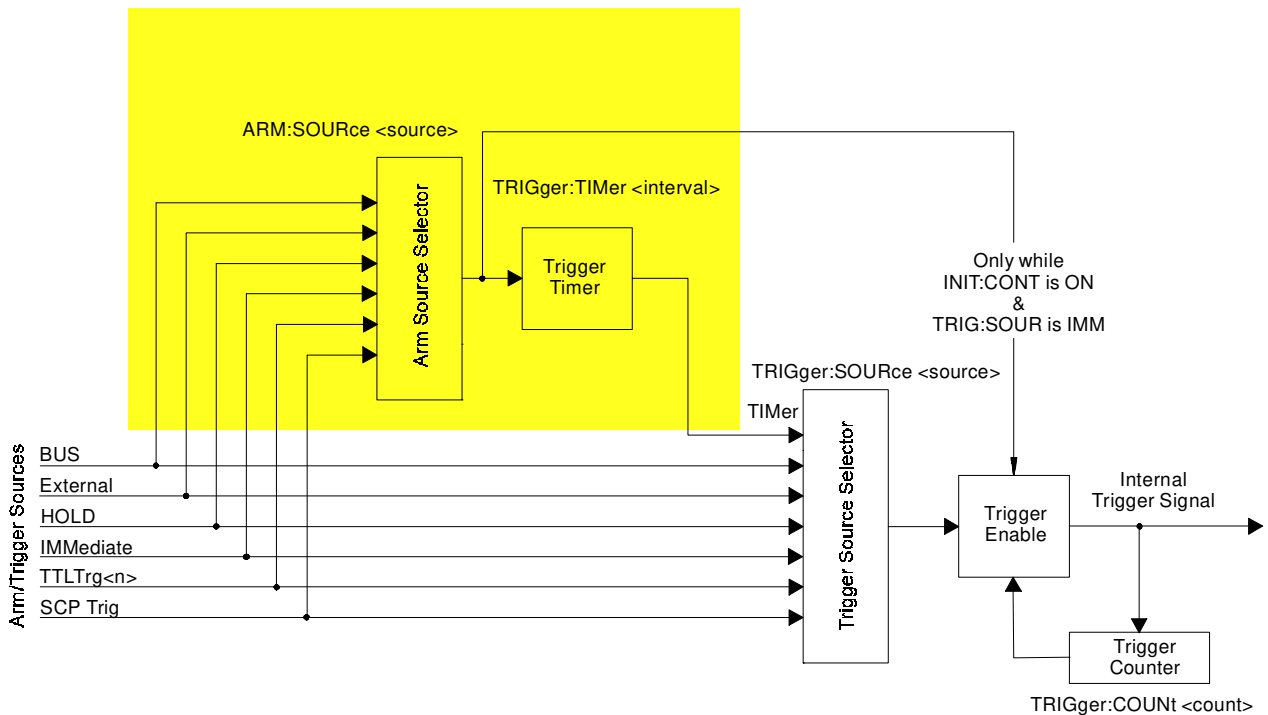 ARM:SOURce <source>
Arm Source Selector
TRIGger:TIMer <interval>
Trigger
Timer
Only while
INIT:CONT is ON
&
TRIG:SOUR is IMM
TRIGger:SOURce <source>
TIMer
Trigger Source Selector
Arm/Trigger Sources
BUS
External
HOLD
IMMediate
TTLTrg<n>
SCP Trig
Trigger
Enable
Internal
Trigger Signal
Trigger
Counter
TRIGger:COUNt <count>